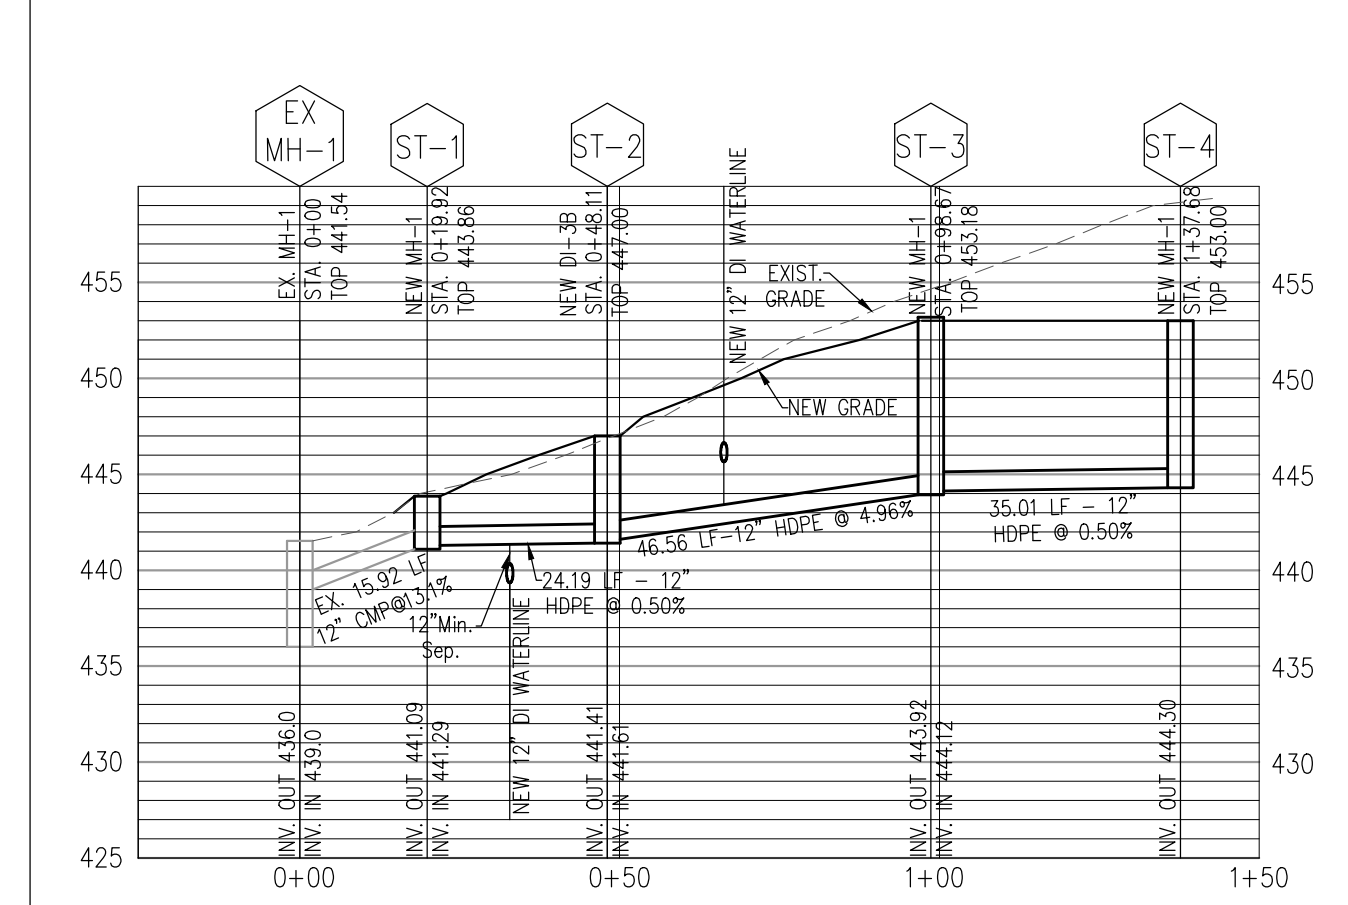 EX
MH-1
ST-1
ST-2
ST-3
ST-4
EX. MH-1
STA. 0+00
TOP 441.54
NEW MH-1
STA. 0+19.92
TOP 443.86
NEW DI-3B
STA. 0+48.11
TOP 447.00
NEW 12" DI WATERLINE
NEW MH-1
STA. 0+98.67
TOP 453.18
NEW MH-1
STA. 1+37.68
TOP 453.00
EXIST.
GRADE
NEW GRADE
455
450
445
440
435
430
425
455
450
445
440
435
430
EX. 15.92 LF
12" CMP@13.1%
12"Min.
Sep.
24.19 LF - 12"
HDPE @ 0.50%
46.56 LF-12" HDPE @ 4.96%
35.01 LF - 12"
HDPE @ 0.50%
NEW 12" DI WATERLINE
INV. OUT 436.0
INV. IN 439.0
INV. OUT 441.09
INV. IN 441.29
INV. OUT 441.41
INV. IN 441.61
INV. OUT 443.92
INV. IN 444.12
INV. OUT 444.30
0+00
0+50
1+00
1+50